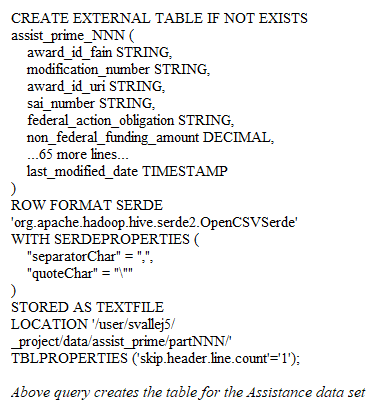 CREATE EXTERNAL TABLE IF NOT EXISTS
assist_prime_NNN (
award_id_fain STRING,
modification_number STRING,
award_id_uri STRING,
sai_number STRING,
federal_action_obligation STRING,
non_federal_funding_amount DECIMAL,
...65 more lines...
last_modified_date TIMESTAMP
)
ROW FORMAT SERDE
'org.apache.hadoop.hive.serde2.OpenCSVSerde'
WITH SERDEPROPERTIES (
"separatorChar" = ",",
"quoteChar" = "\""
)
STORED AS TEXTFILE
LOCATION '/user/svallej5/
_project/data/assist_prime/partNNN/'
TBLPROPERTIES ('skip.header.line.count'='1');
Above query creates the table for the Assistance data set